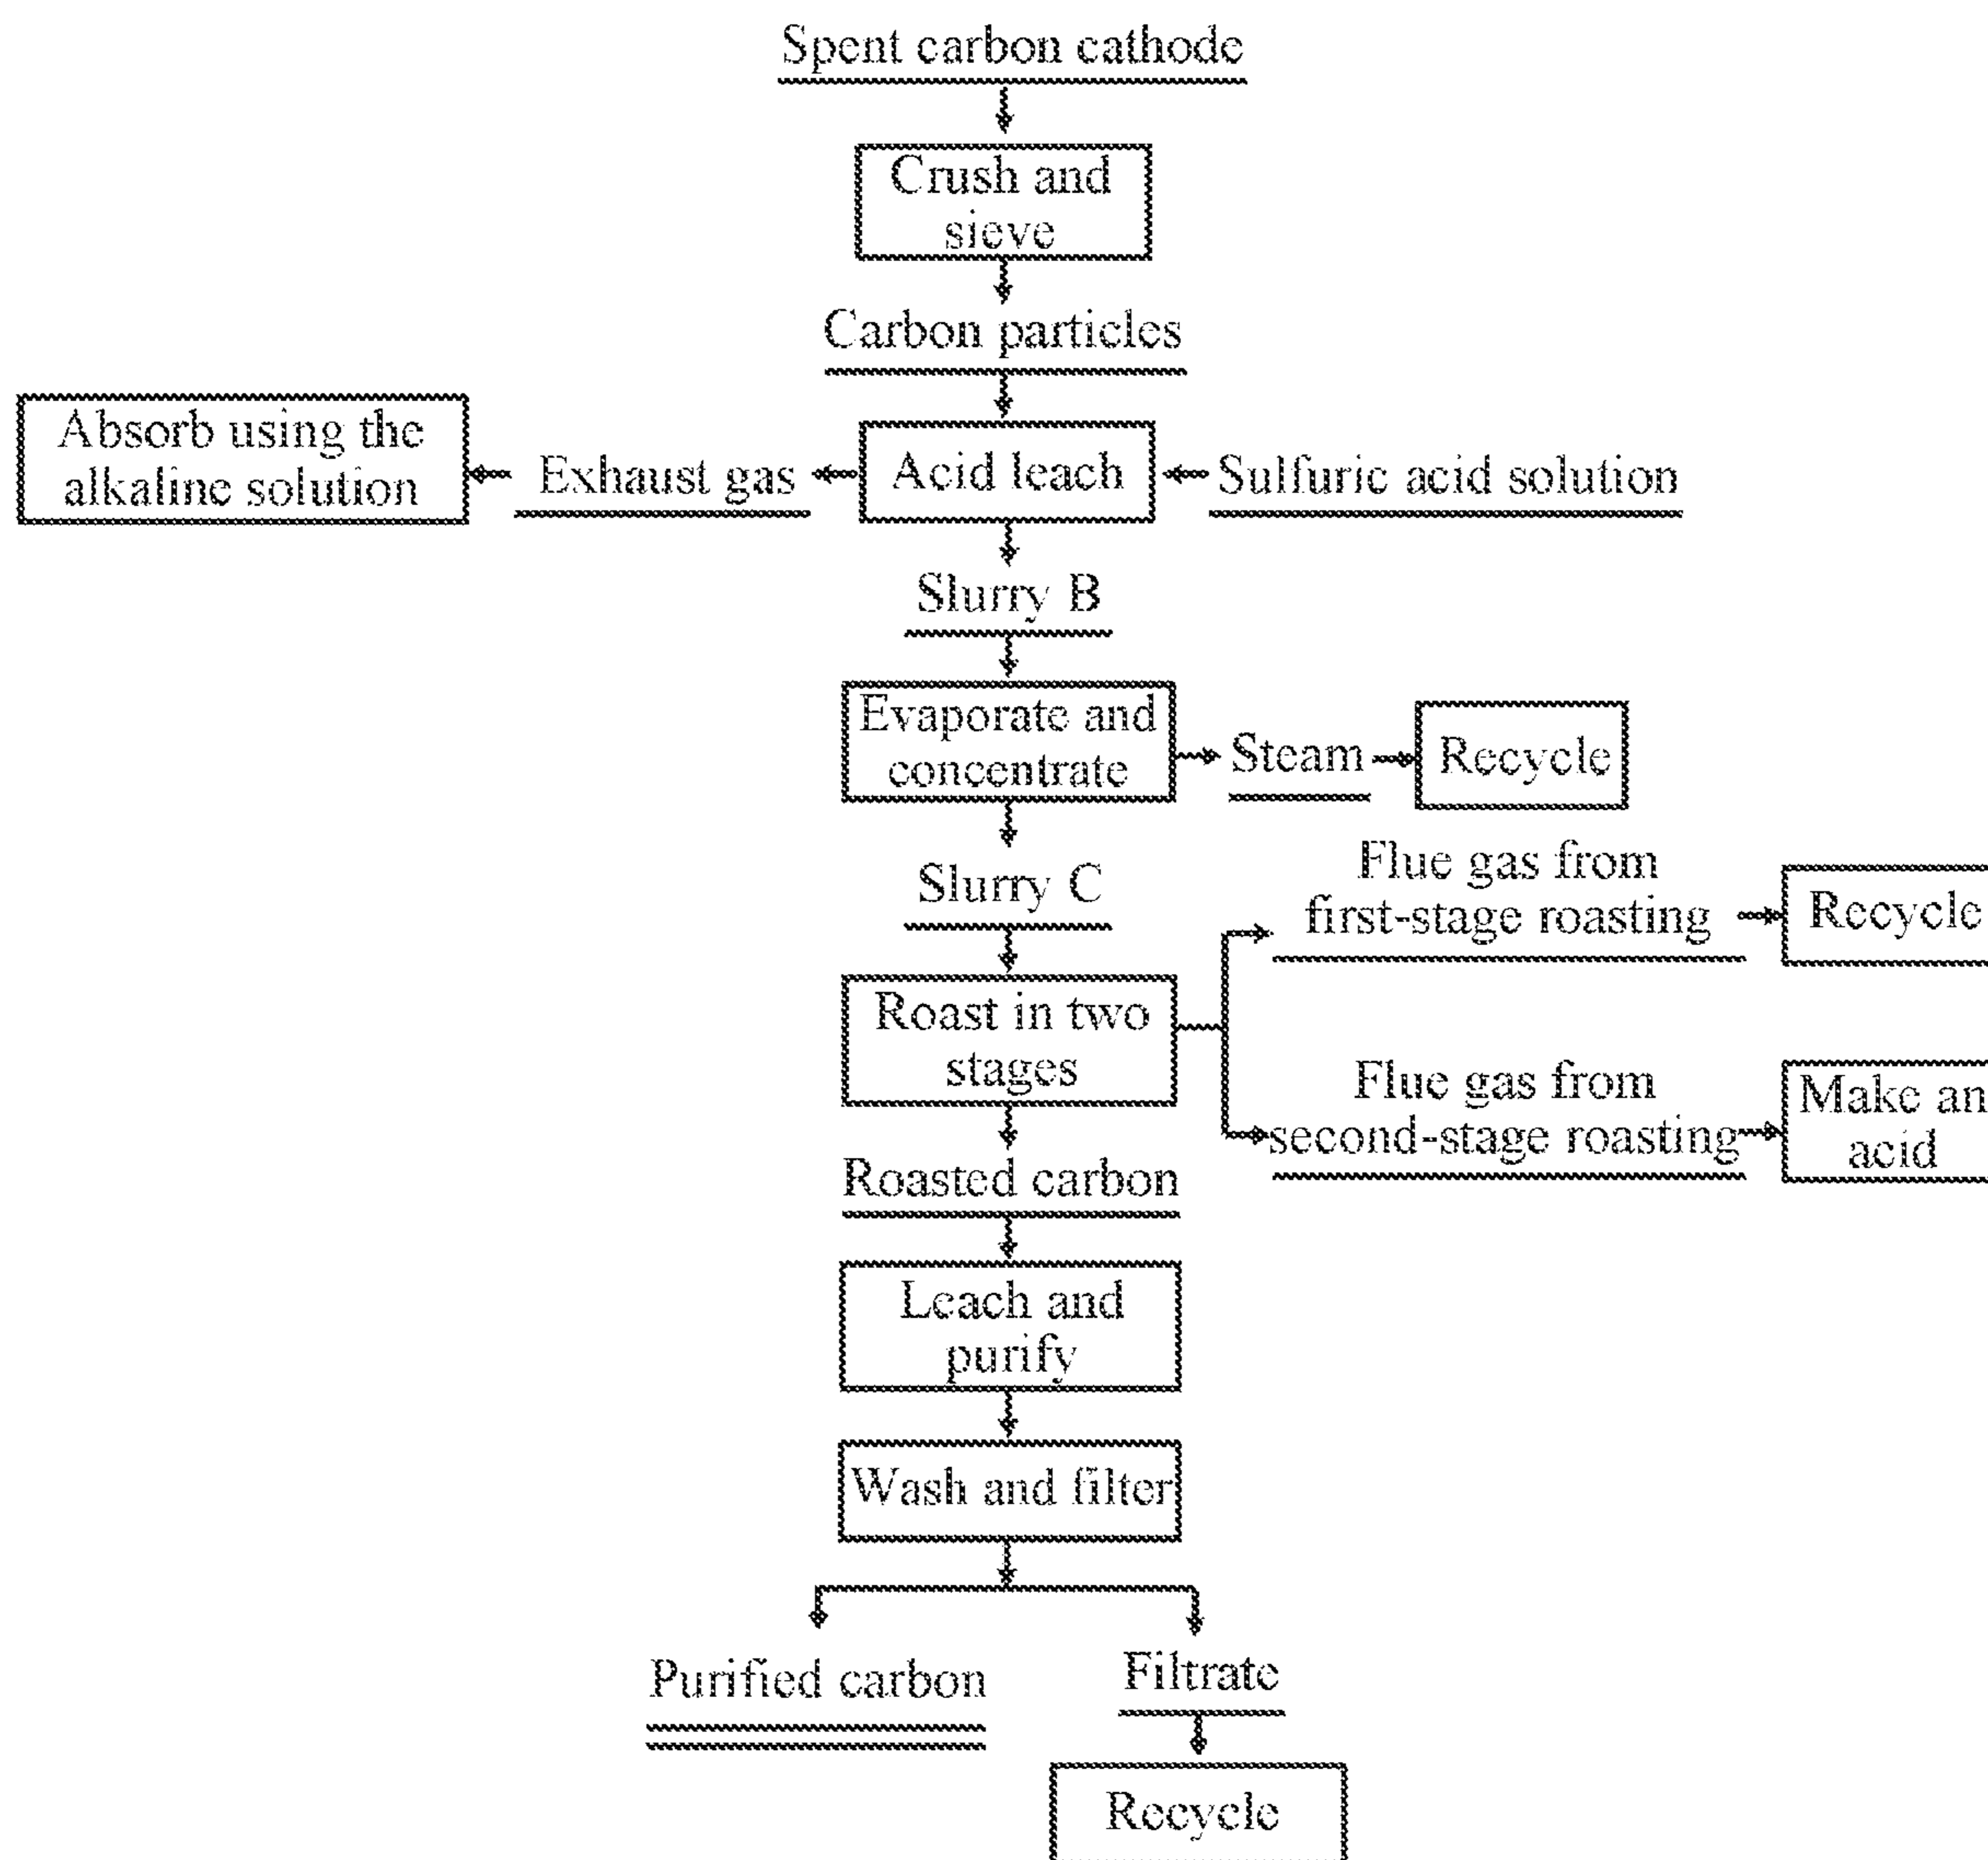 Spent carbon cathode
Crush and
sieve
Carbon particles
Absorb using the
alkaline solution
Exhaust gas
Acid leach
Sulfuric acid solution
Slurry B
Evaporate and
concentrate
Steam
Recycle
Slurry C
Flue gas from
first-stage roasting
Recycle
Roast in two
stages
Flue gas from
second-stage roasting
Make an
acid
Roasted carbon
Leach and
purify
Wash and filter
Purified carbon
Filtrate
Recycle